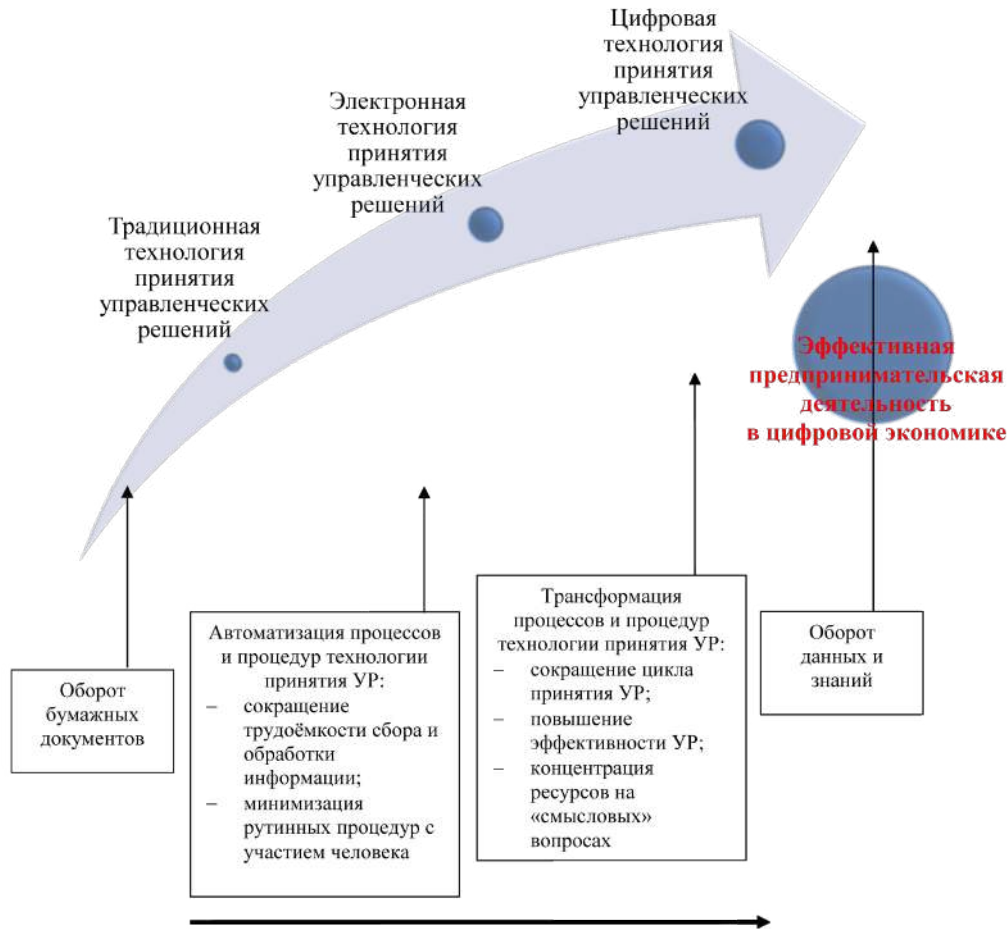 Цифровая
технология
принятия
управленческих
решений
Электронная
технология
принятия
управленческих
решений
Традиционная
технология
принятия
управленческих
решений
Эффективная
предпринимательская
деятельность
в цифровой экономике
Оборот
бумажных
документов
Автоматизация процессов
и процедур технологии
принятия УР:
– сокращение
трудоёмкости сбора и
обработки
информации;
– минимизация
рутинных процедур с
участием человека
Трансформация
процессов и процедур
технологии принятия УР:
– сокращение цикла
принятия УР;
– повышение
эффективности УР;
– концентрация
ресурсов на
«смысловых»
вопросах
Оборот
данных и
знаний